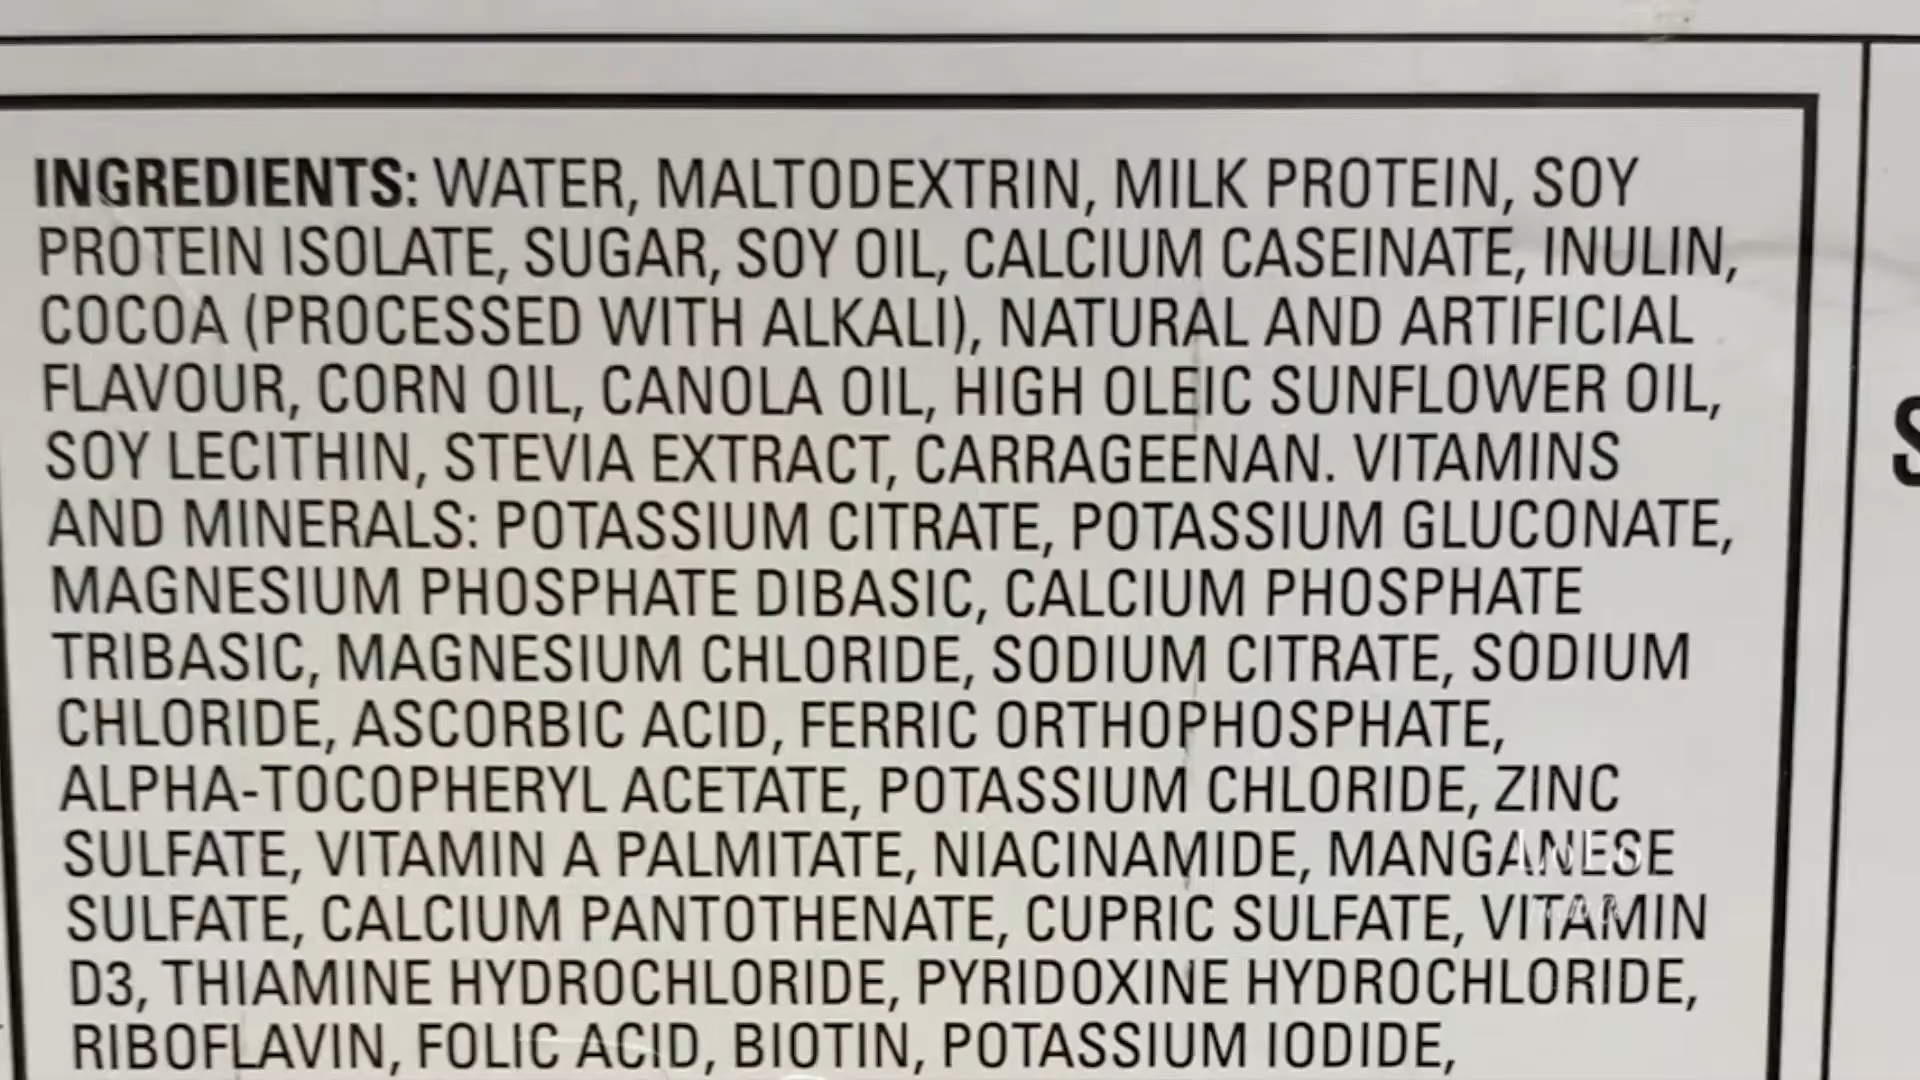 INGREDIENTS: WATER, MALTODEXTRIN, MILK PROTEIN, SOY
PROTEIN ISOLATE, SUGAR, SOY OIL, CALCIUM CASEINATE, INULIN,
COCOA (PROCESSED WITH ALKALI), NATURAL AND ARTIFICIAL
FLAVOUR, CORN OIL, CANOLA OIL, HIGH OLEIC SUNFLOWER OIL,
SOY LECITHIN, STEVIA EXTRACT, CARRAGEENAN. VITAMINS
AND MINERALS: POTASSIUM CITRATE, POTASSIUM GLUCONATE,
MAGNESIUM PHOSPHATE DIBASIC, CALCIUM PHOSPHATE
TRIBASIC, MAGNESIUM CHLORIDE, SODIUM CITRATE, SODIUM
CHLORIDE, ASCORBIC ACID, FERRIC ORTHOPHOSPHATE,
ALPHA-TOCOPHERYL ACETATE, POTASSIUM CHLORIDE, ZINC
SULFATE, VITAMIN A PALMITATE, NIACINAMIDE, MANGANESE
SULFATE, CALCIUM PANTOTHENATE, CUPRIC SULFATE, VITAMIN
D3, THIAMINE HYDROCHLORIDE, PYRIDOXINE HYDROCHLORIDE,
RIBOFLAVIN, FOLIC ACID, BIOTIN, POTASSIUM IODIDE,